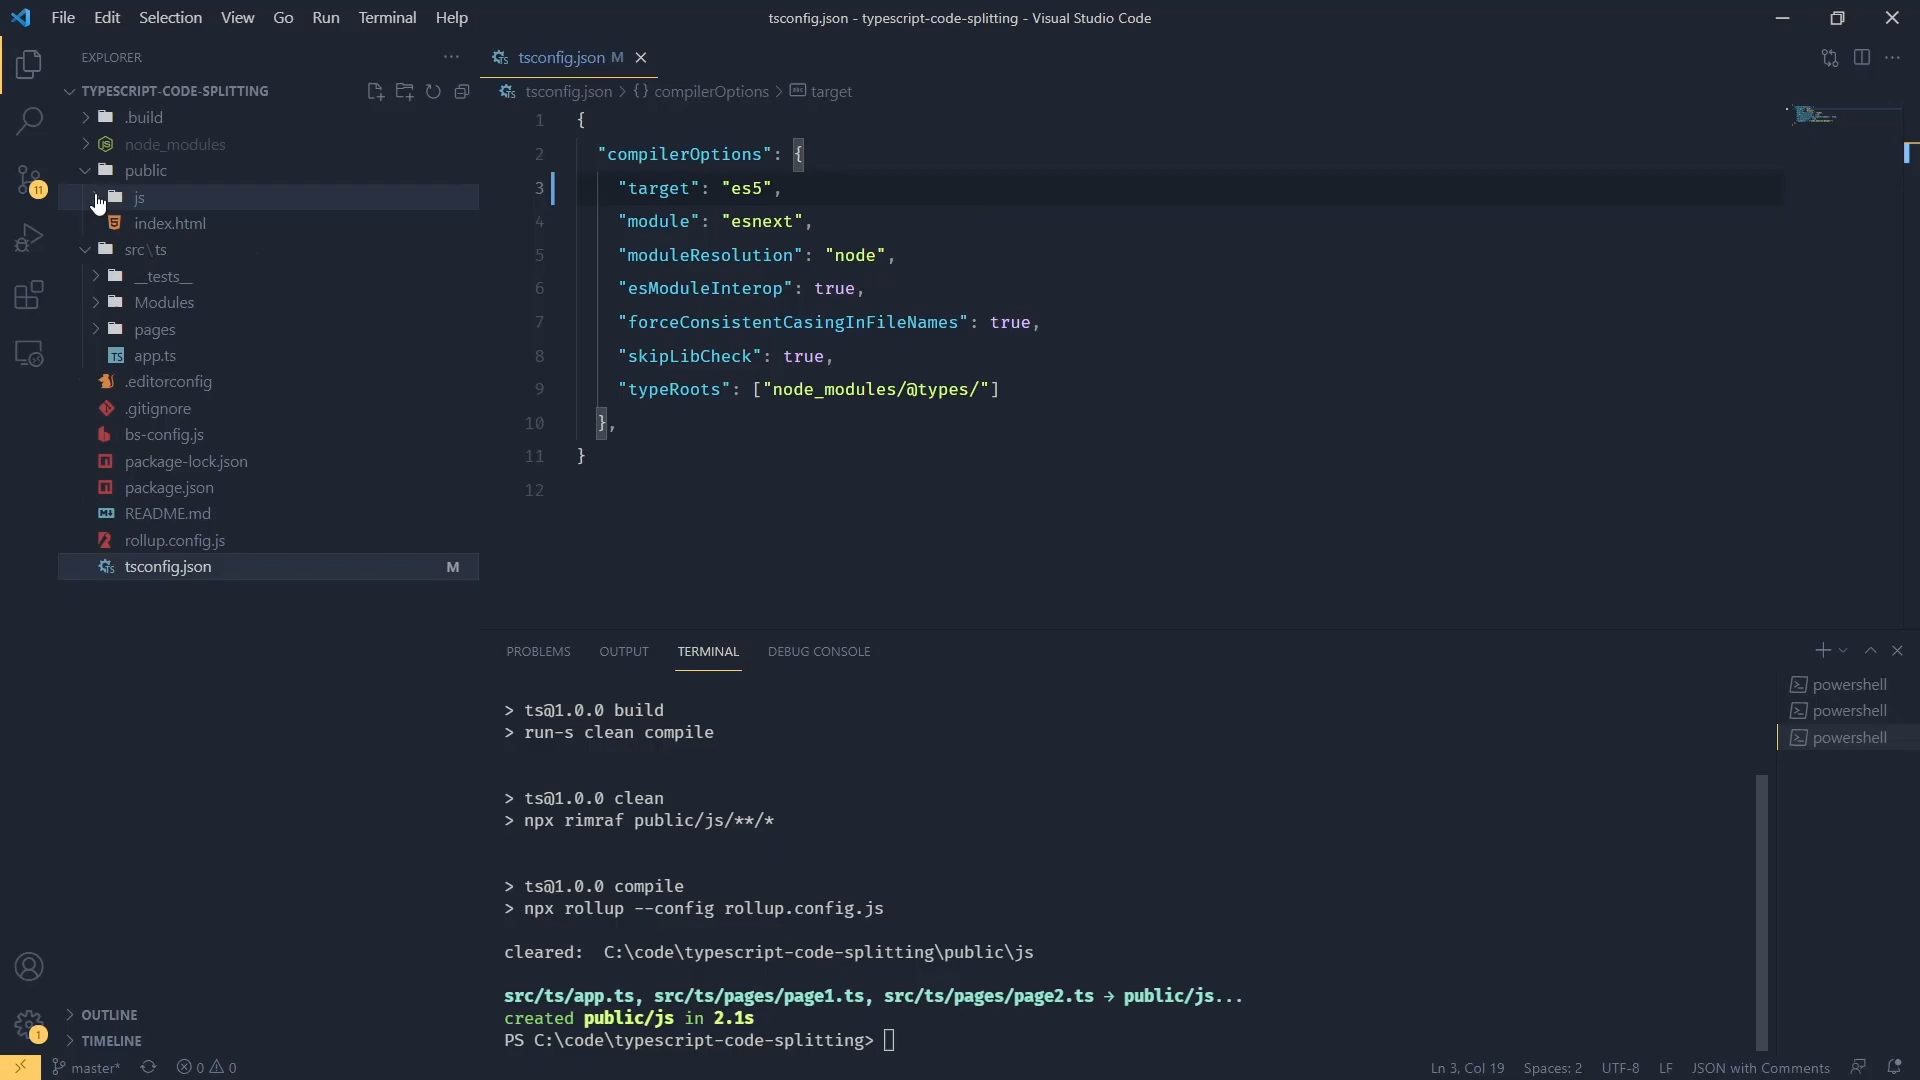 File Edit Selection View Go Run Terminal Help
tsconfig.json - typescript-code-splitting - Visual Studio Code
EXPLORER
TYPESCRIPT-CODE-SPLITTING
.build
node_modules
public
js
index.html
src\ts
__tests__
Modules
pages
TS app.ts
.editorconfig
.gitignore
bs-config.js
package-lock.json
package.json
README.md
rollup.config.js
tsconfig.json M
OUTLINE
TIMELINE
11
1
tsconfig.json M
tsconfig.json > {} compilerOptions > target
1 {
2 "compilerOptions": {
3 "target": "es5",
4 "module": "esnext",
5 "moduleResolution": "node",
6 "esModuleInterop": true,
7 "forceConsistentCasingInFileNames": true,
8 "skipLibCheck": true,
9 "typeRoots": ["node_modules/@types/"]
10 },
11 }
12
PROBLEMS OUTPUT TERMINAL DEBUG CONSOLE
> ts@1.0.0 build
> run-s clean compile
> ts@1.0.0 clean
> npx rimraf public/js/**/*
> ts@1.0.0 compile
> npx rollup --config rollup.config.js
cleared: C:\code\typescript-code-splitting\public\js
src/ts/app.ts, src/ts/pages/page1.ts, src/ts/pages/page2.ts → public/js...
created public/js in 2.1s
PS C:\code\typescript-code-splitting>
powershell
powershell
powershell
master* 0 0
Ln 3, Col 19 Spaces: 2 UTF-8 LF JSON with Comments